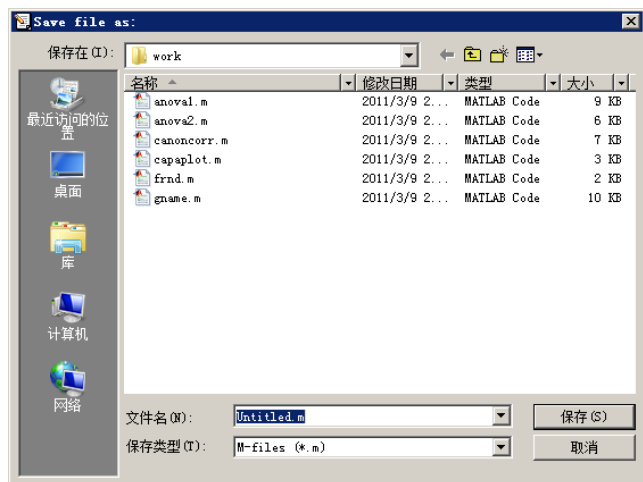 Save file as:
保存在(I):
work
名称 修改日期 类型 大小
anova1.m 2011/3/9 2... MATLAB Code 9 KB
anova2.m 2011/3/9 2... MATLAB Code 6 KB
canoncorr.m 2011/3/9 2... MATLAB Code 7 KB
capaplot.m 2011/3/9 2... MATLAB Code 3 KB
frnd.m 2011/3/9 2... MATLAB Code 2 KB
gname.m 2011/3/9 2... MATLAB Code 10 KB
最近访问的位
置
桌面
库
计算机
网络
文件名(N):
Untitled.m
保存(S)
保存类型(T):
M-files (*.m)
取消